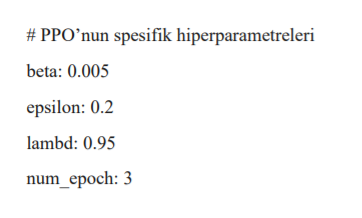 # PPO’nun spesifik hiperparametreleri
beta: 0.005
epsilon: 0.2
lambd: 0.95
num_epoch: 3